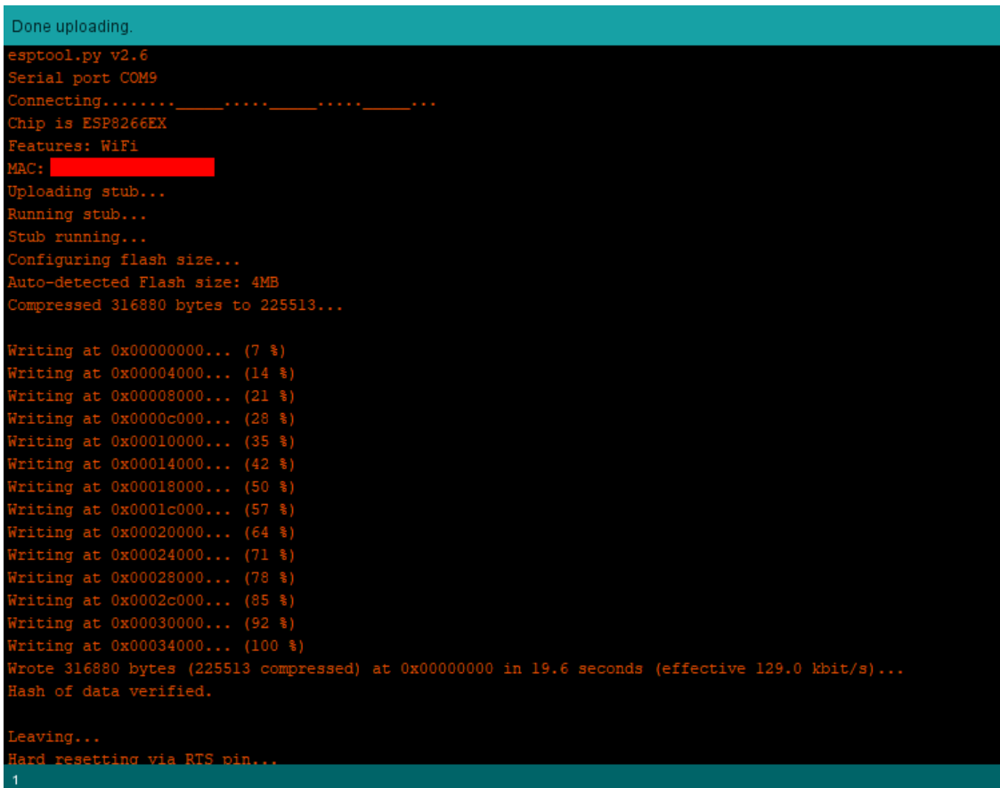 Done uploading.
esptool.py v2.6
Serial port COM9
Connecting........_____....._____....._____...
Chip is ESP8266EX
Features: WiFi
MAC:
Uploading stub...
Running stub...
Stub running...
Configuring flash size...
Auto-detected Flash size: 4MB
Compressed 316880 bytes to 225513...
Writing at 0x00000000... (7 %)
Writing at 0x00004000... (14 %)
Writing at 0x00008000... (21 %)
Writing at 0x0000c000... (28 %)
Writing at 0x00010000... (35 %)
Writing at 0x00014000... (42 %)
Writing at 0x00018000... (50 %)
Writing at 0x0001c000... (57 %)
Writing at 0x00020000... (64 %)
Writing at 0x00024000... (71 %)
Writing at 0x00028000... (78 %)
Writing at 0x0002c000... (85 %)
Writing at 0x00030000... (92 %)
Writing at 0x00034000... (100 %)
Wrote 316880 bytes (225513 compressed) at 0x00000000 in 19.6 seconds (effective 129.0 kbit/s)...
Hash of data verified.
Leaving...
Hard resetting via RTS pin...
1